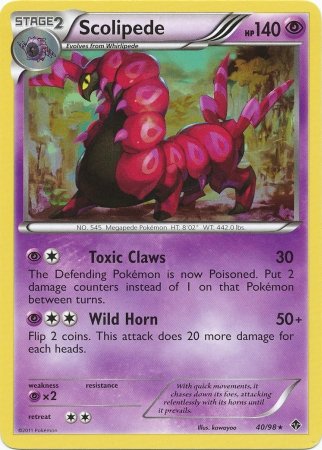 STAGE2 Scolipede HP140
Evolves from Whirlipede
NO. 545 Megapede Pokémon HT: 8'02" WT: 442.0 lbs.
Toxic Claws 30
The Defending Pokémon is now Poisoned. Put 2
damage counters instead of 1 on that Pokémon
between turns.
Wild Horn 50+
Flip 2 coins. This attack does 20 more damage for
each heads.
weakness resistance
×2
retreat
With quick movements, it
chases down its foes, attacking
relentlessly with its horns until
it prevails.
©2011 Pokémon Illus. kawayoo 40/98★